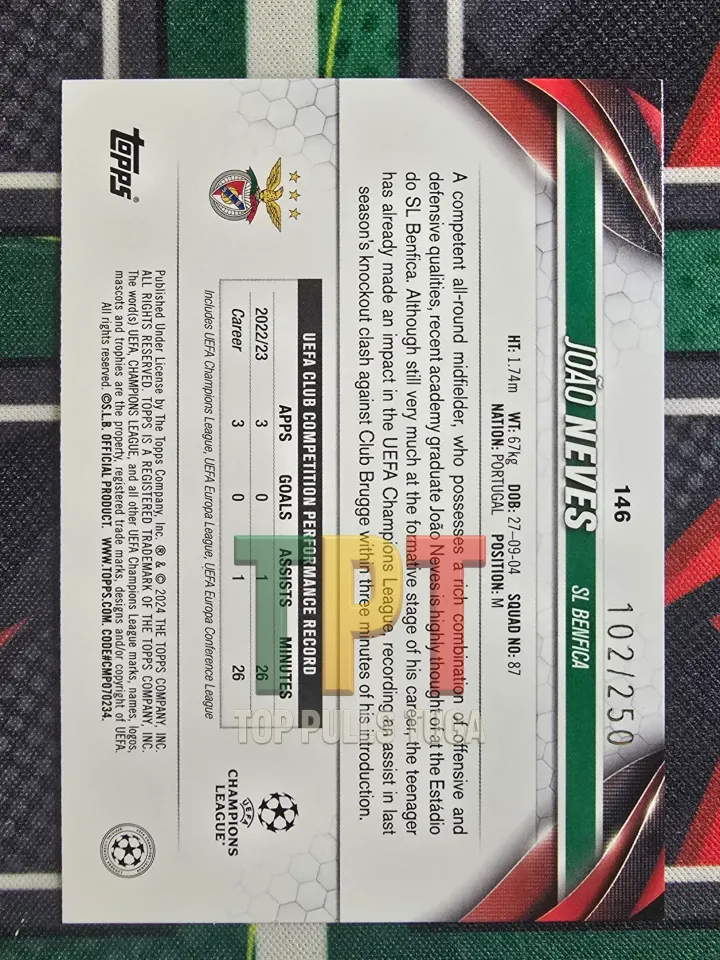 146
102/250
JOÃO NEVES SL BENFICA
HT: 1.74m WT: 67kg DOB: 27-09-04 SQUAD NO: 87
NATION: PORTUGAL POSITION: M
A competent all-round midfielder, who possesses a rich combination of offensive and
defensive qualities, recent academy graduate João Neves is highly thought of at the Estádio
do SL Benfica. Although still very much at the formative stage of his career, the teenager
has already made an impact in the UEFA Champions League, recording an assist in last
season's knockout clash against Club Brugge within three minutes of his introduction.
UEFA CLUB COMPETITION PERFORMANCE RECORD
APPS GOALS ASSISTS MINUTES
2022/23 3 0 1 26
Career 3 0 1 26
Includes UEFA Champions League, UEFA Europa League, UEFA Europa Conference League
UEFA
CHAMPIONS
LEAGUE
topps®
Published Under License by The Topps Company, Inc. ® & © 2024 THE TOPPS COMPANY, INC.
ALL RIGHTS RESERVED. TOPPS IS A REGISTERED TRADEMARK OF THE TOPPS COMPANY, INC.
The word(s) UEFA, CHAMPIONS LEAGUE, and all other UEFA Champions League marks, names, logos,
mascots and trophies are the property, registered trade marks, designs and/or copyright of UEFA.
All rights reserved. ©S.L.B. OFFICIAL PRODUCT. WWW.TOPPS.COM. CODE#CMP070234.
TPT
TOP PULLS TUGA